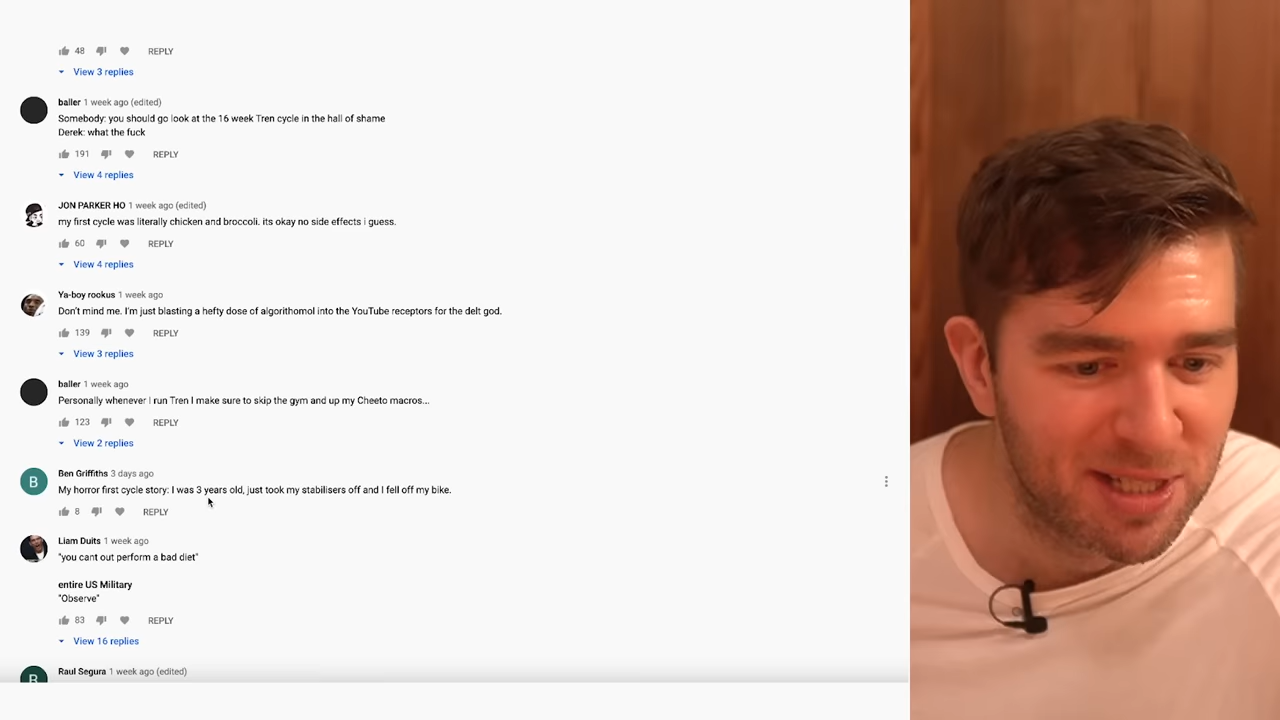 48 REPLY
View 3 replies
baller 1 week ago (edited)
Somebody: you should go look at the 16 week Tren cycle in the hall of shame
Derek: what the fuck
191 REPLY
View 4 replies
JON PARKER HO 1 week ago (edited)
my first cycle was literally chicken and broccoli. its okay no side effects i guess.
60 REPLY
View 4 replies
Ya-boy rookus 1 week ago
Don't mind me. I'm just blasting a hefty dose of algorithomol into the YouTube receptors for the delt god.
139 REPLY
View 3 replies
baller 1 week ago
Personally whenever I run Tren I make sure to skip the gym and up my Cheeto macros...
123 REPLY
View 2 replies
B
Ben Griffiths 3 days ago
My horror first cycle story: I was 3 years old, just took my stabilisers off and I fell off my bike.
8 REPLY
Liam Duits 1 week ago
"you cant out perform a bad diet"
entire US Military
"Observe"
83 REPLY
View 16 replies
Raul Segura 1 week ago (edited)